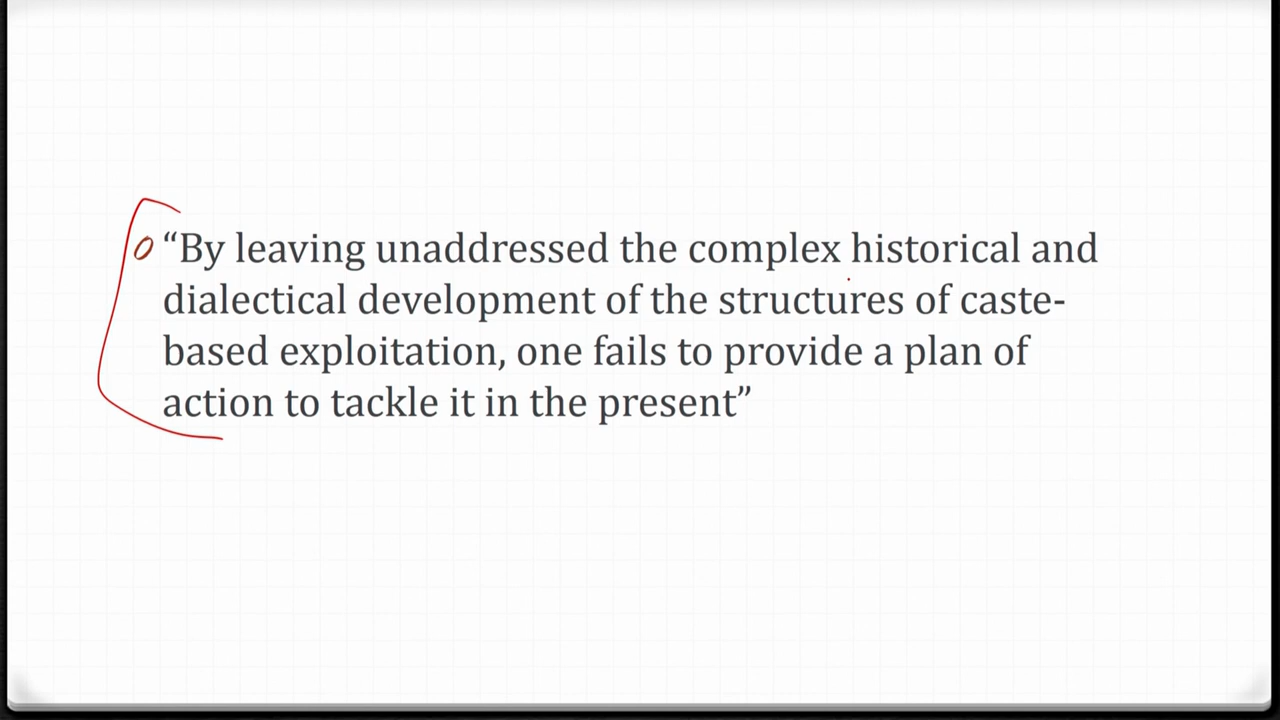 “By leaving unaddressed the complex historical and
dialectical development of the structures of caste-
based exploitation, one fails to provide a plan of
action to tackle it in the present”